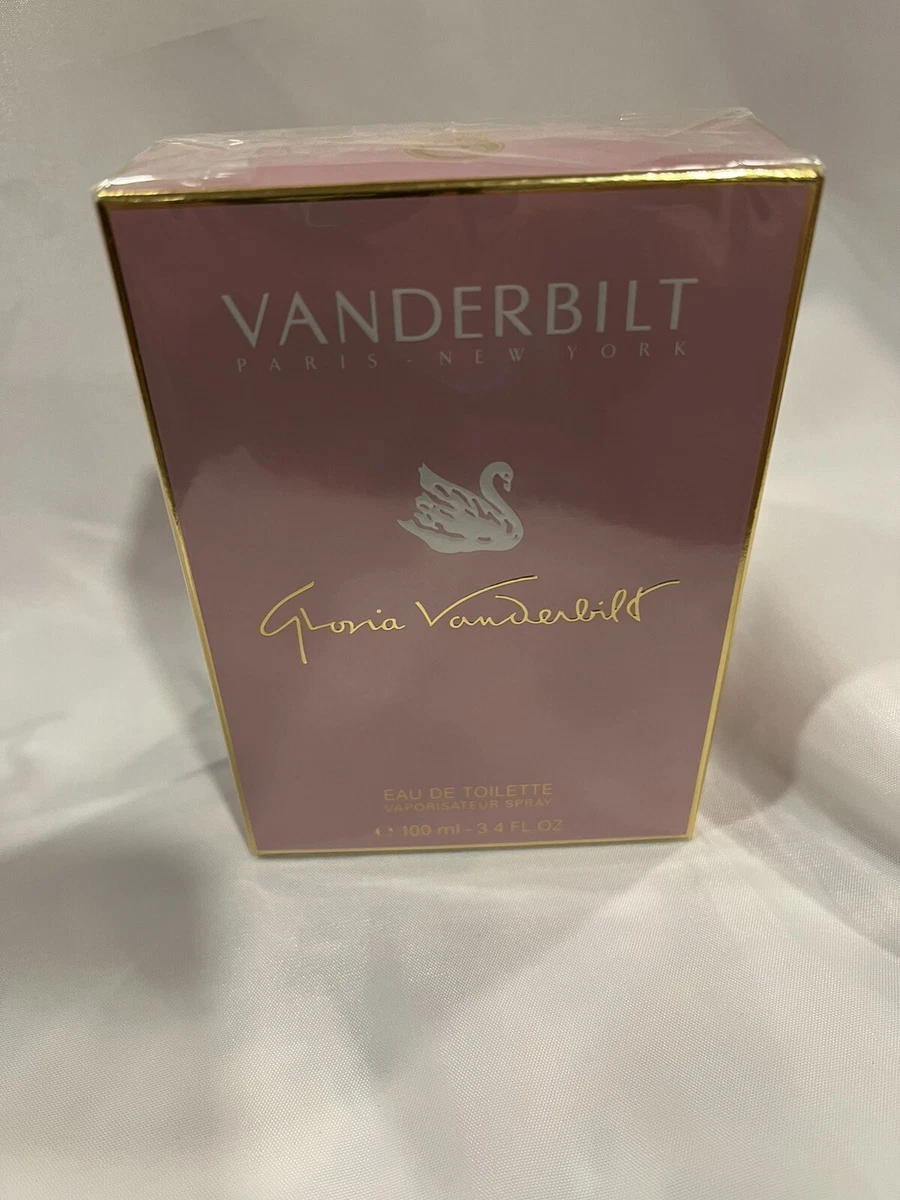 VANDERBILT
PARIS - NEW YORK
Gloria Vanderbilt
EAU DE TOILETTE
VAPORISATEUR SPRAY
℮ 100 ml - 3.4 FL.OZ